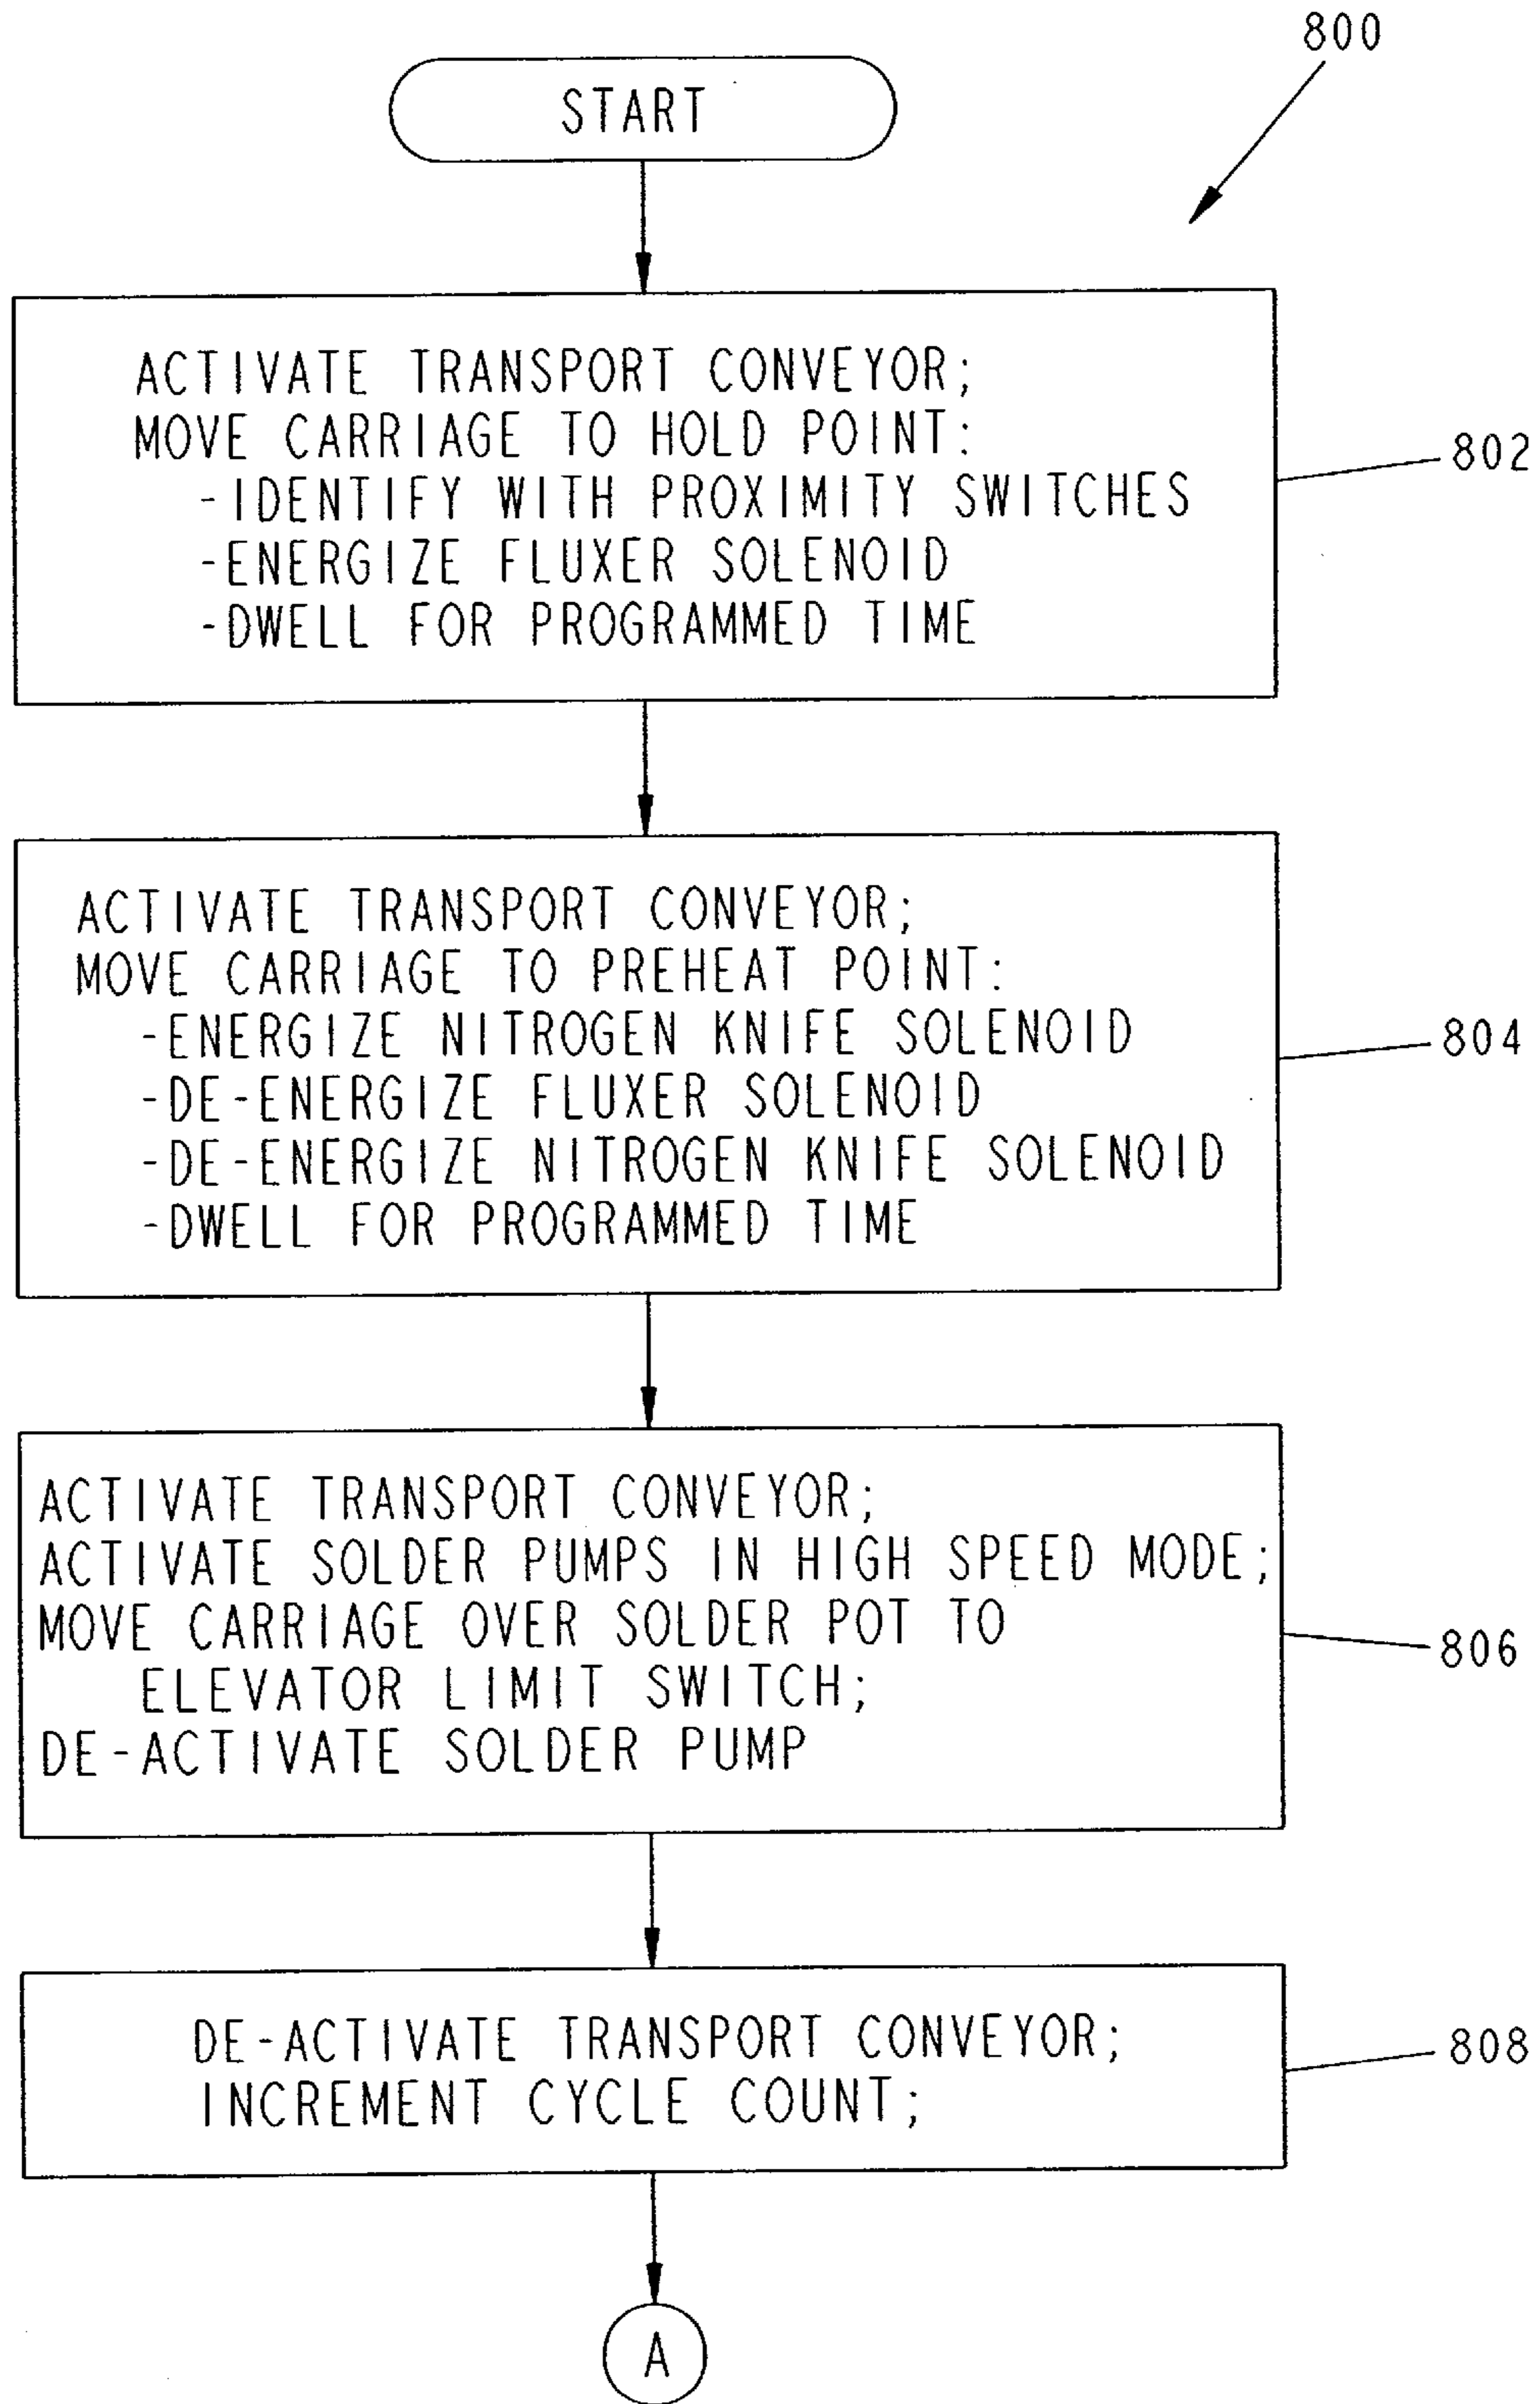 800
START
ACTIVATE TRANSPORT CONVEYOR;
MOVE CARRIAGE TO HOLD POINT:
-IDENTIFY WITH PROXIMITY SWITCHES
-ENERGIZE FLUXER SOLENOID
-DWELL FOR PROGRAMMED TIME
802
ACTIVATE TRANSPORT CONVEYOR;
MOVE CARRIAGE TO PREHEAT POINT:
-ENERGIZE NITROGEN KNIFE SOLENOID
-DE-ENERGIZE FLUXER SOLENOID
-DE-ENERGIZE NITROGEN KNIFE SOLENOID
-DWELL FOR PROGRAMMED TIME
804
ACTIVATE TRANSPORT CONVEYOR;
ACTIVATE SOLDER PUMPS IN HIGH SPEED MODE;
MOVE CARRIAGE OVER SOLDER POT TO
ELEVATOR LIMIT SWITCH;
DE-ACTIVATE SOLDER PUMP
806
DE-ACTIVATE TRANSPORT CONVEYOR;
INCREMENT CYCLE COUNT;
808
A